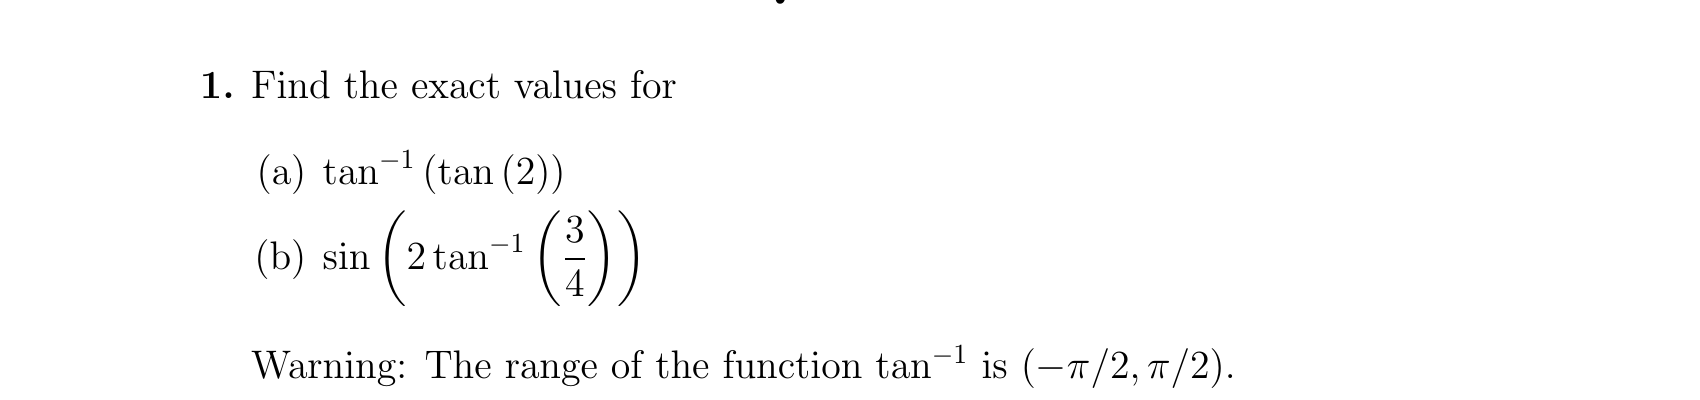 1. Find the exact values for
(a) tan⁻¹ (tan (2))
(b) sin (2 tan⁻¹ (3/4))
Warning: The range of the function tan⁻¹ is (−π/2, π/2).